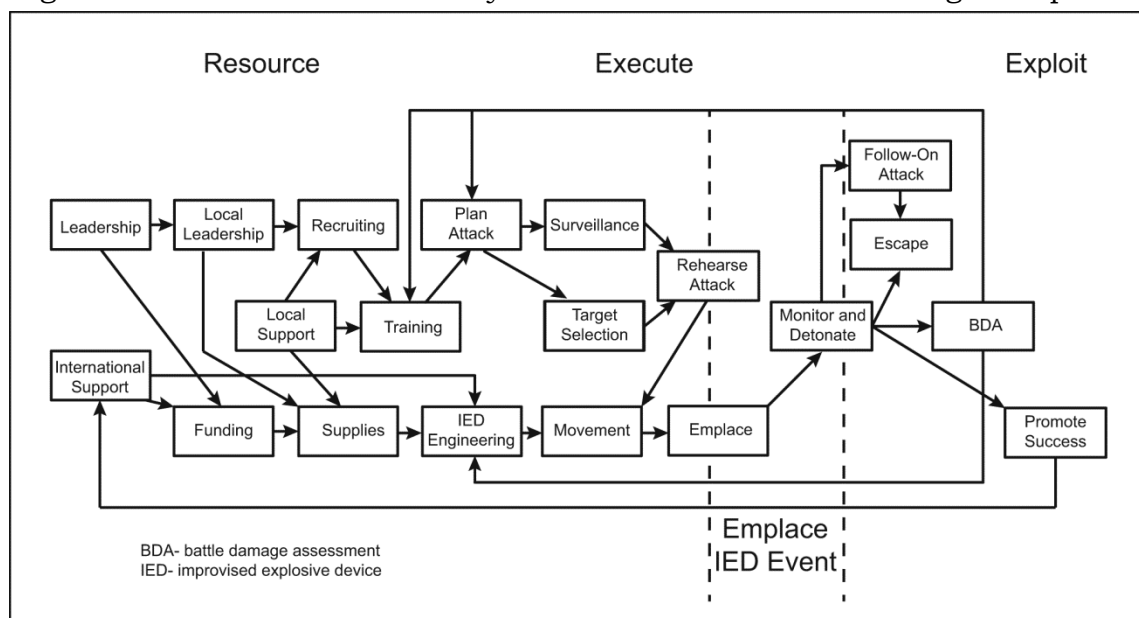 Resource
Execute
Exploit
Follow-On
Attack
Leadership
Local
Leadership
Recruiting
Plan
Attack
Surveillance
Escape
Rehearse
Attack
Local
Support
Training
Target
Selection
Monitor and
Detonate
BDA
International
Support
Funding
Supplies
IED
Engineering
Movement
Emplace
Promote
Success
Emplace
IED Event
BDA- battle damage assessment
IED- improvised explosive device